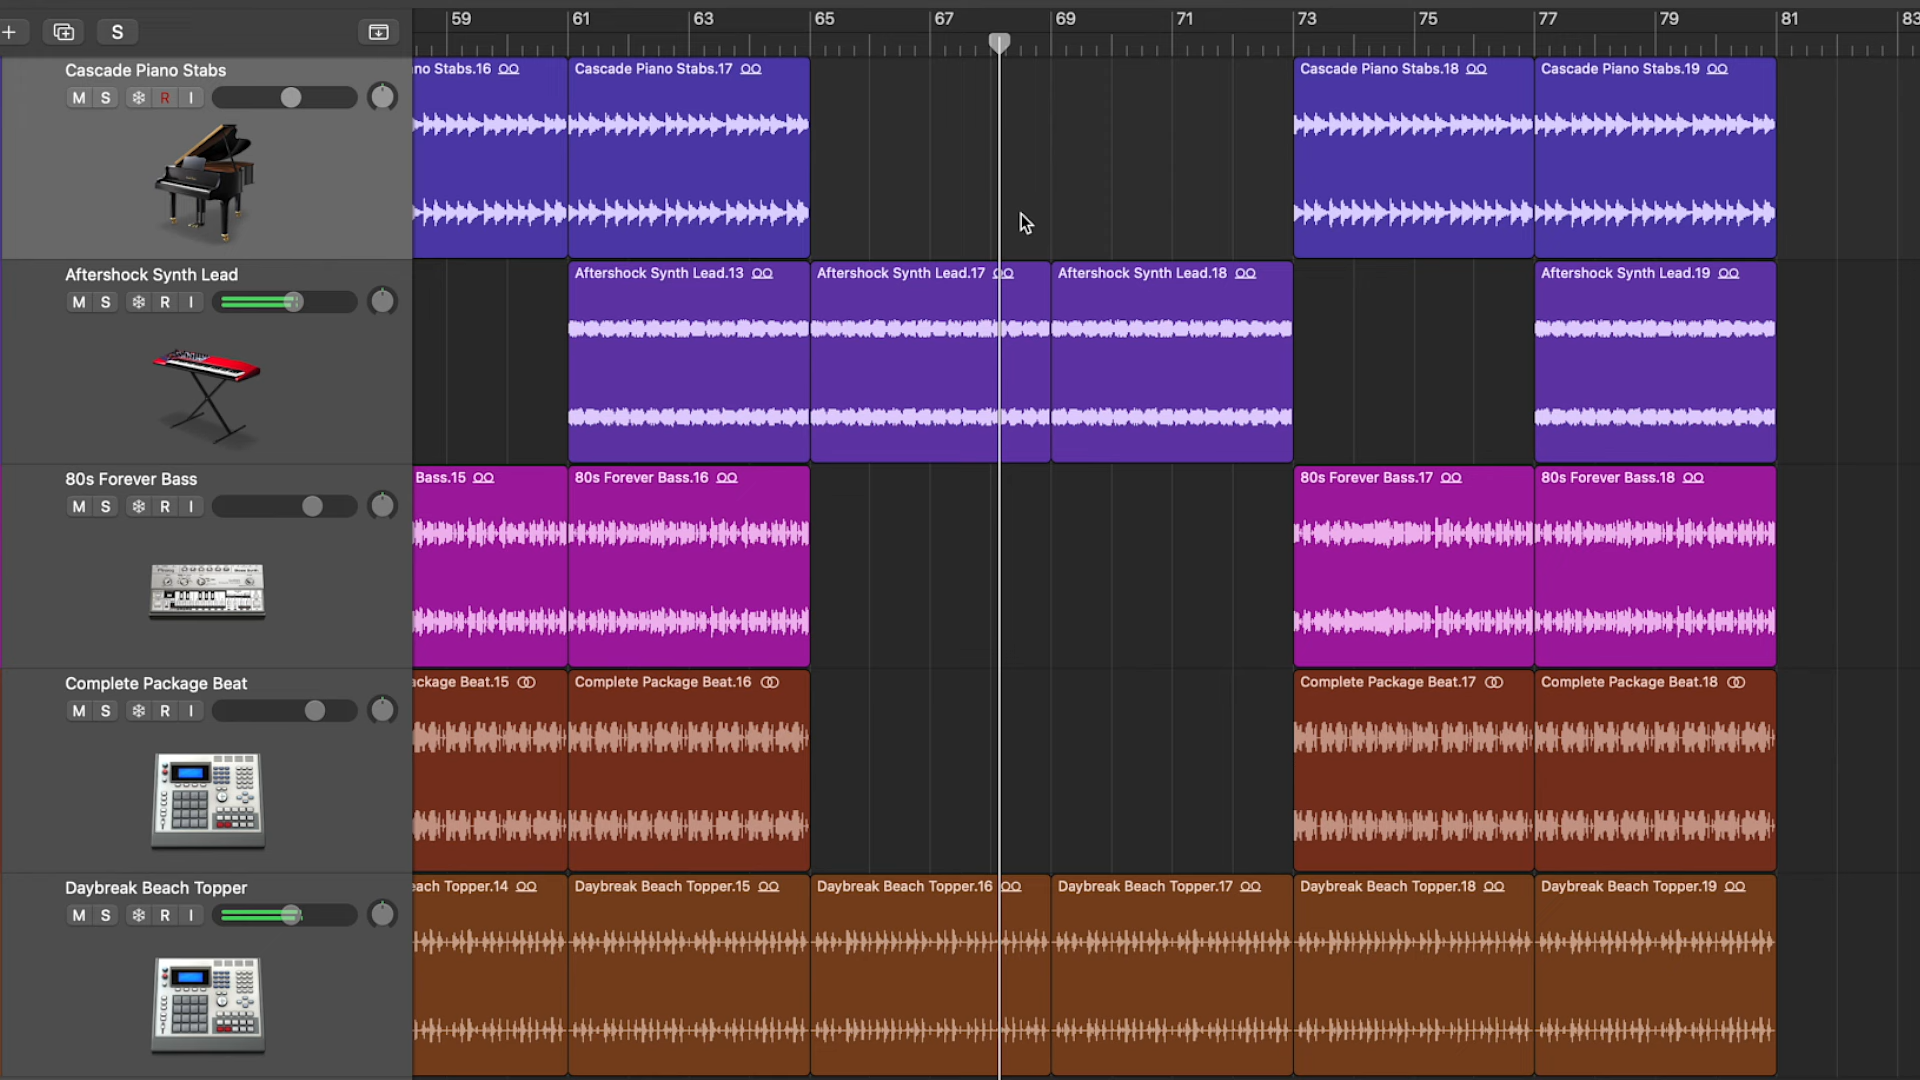 59 61 63 65 67 69 71 73 75 77 79 81 83
+ S
Cascade Piano Stabs
M S R I
no Stabs.16 Cascade Piano Stabs.17 Cascade Piano Stabs.18 Cascade Piano Stabs.19
Aftershock Synth Lead
M S R I
Aftershock Synth Lead.13 Aftershock Synth Lead.17 Aftershock Synth Lead.18 Aftershock Synth Lead.19
80s Forever Bass
M S R I
Bass.15 80s Forever Bass.16 80s Forever Bass.17 80s Forever Bass.18
Complete Package Beat
M S R I
ackage Beat.15 Complete Package Beat.16 Complete Package Beat.17 Complete Package Beat.18
Daybreak Beach Topper
M S R I
each Topper.14 Daybreak Beach Topper.15 Daybreak Beach Topper.16 Daybreak Beach Topper.17 Daybreak Beach Topper.18 Daybreak Beach Topper.19